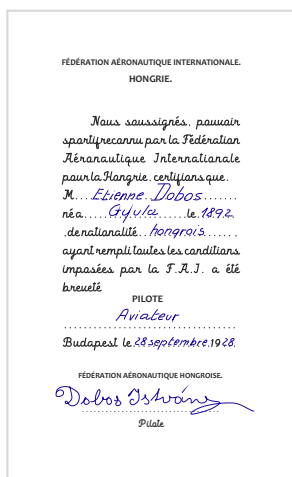 FÉDÉRATION AÉRONAUTIQUE INTERNATIONALE.
HONGRIE.
Nous soussignés, pouvoir
sportifreconnu par la Fédération
Aéronautique Internationale
pour la Hongrie, certifions que.
M.... Etienne Dobos.......
né a..... Gyula......le 1892
,de nationalité.. hongrois.......
ayant rempli toutes les conditions
imposées par la F.A.I. a été
breveté
PILOTE
Aviateur
Budapest le 28 septembre.1928.
FÉDÉRATION AÉRONAUTIQUE HONGROISE.
Dobos István
Pilote